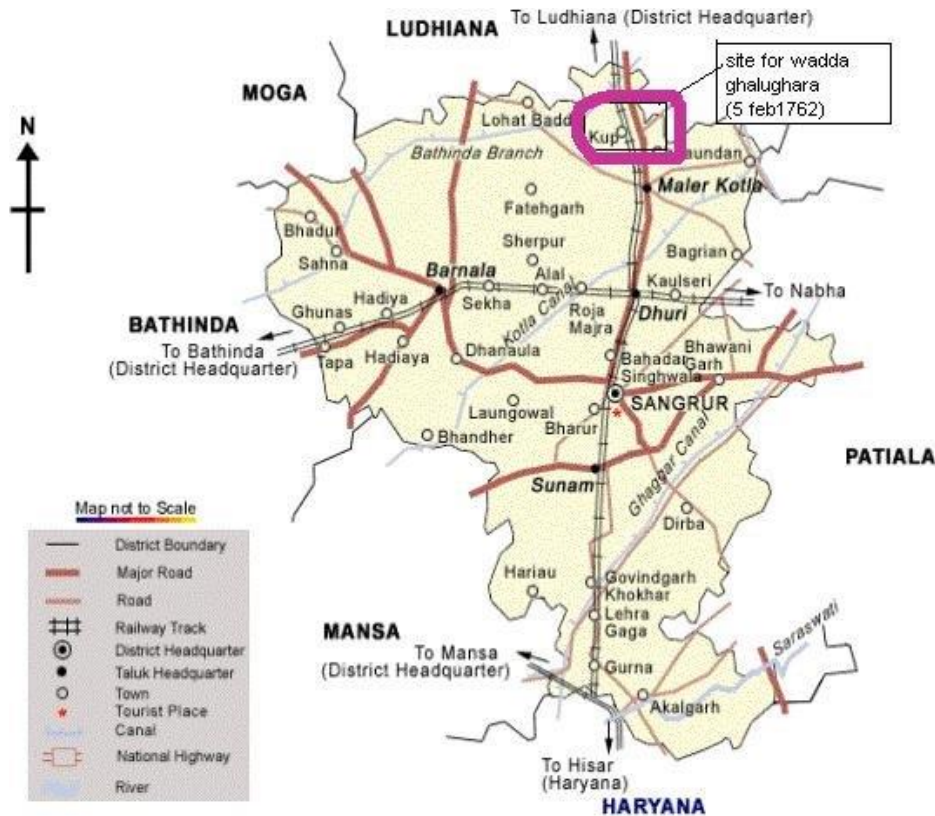 To Ludhiana (District Headquarter)
LUDHIANA
site for wadda
ghalughara
(5 feb1762)
MOGA
N
Lohat Badd
Kup
Bathinda Branch
aundan
Maler Kotla
Fatehgarh
Bhadur
Sherpur
Bagrian
Sahna
Barnala
Alal
Kaulseri
Sekha
Kotla Canal
To Nabha
Hadiya
Ghunas
Roja
Majra
Dhuri
BATHINDA
To Bathinda
(District Headquarter)
Tapa
Hadiaya
Dhanaula
Bahadar
Singhwala
Bhawani
Garh
SANGRUR
Laungowal
Bharur
Bhandher
Ghaggar Canal
PATIALA
Sunam
Dirba
Map not to Scale
District Boundary
Major Road
Road
Railway Track
District Headquarter
Taluk Headquarter
Town
Tourist Place
Canal
National Highway
River
Hariau
Govindgarh
Khokhar
Lehra
Gaga
MANSA
Saraswati
To Mansa
(District Headquarter)
Gurna
Akalgarh
To Hisar
(Haryana)
HARYANA